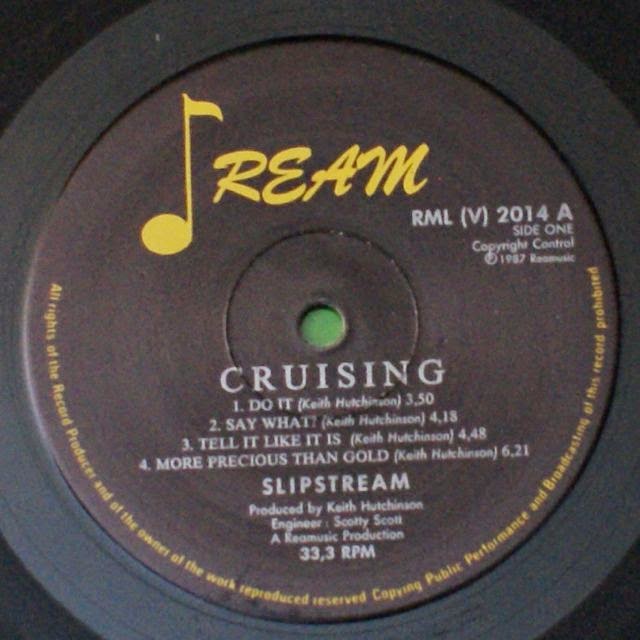 REAM
RML (V) 2014 A
SIDE ONE
Copyright Control
Ⓟ1987 Reamusic
CRUISING
1. DO IT (Keith Hutchinson) 3,50
2. SAY WHAT! (Keith Hutchinson) 4,18
3. TELL IT LIKE IT IS (Keith Hutchinson) 4,48
4. MORE PRECIOUS THAN GOLD (Keith Hutchinson) 6,21
SLIPSTREAM
Produced by Keith Hutchinson
Engineer : Scotty Scott
A Reamusic Production
33,3 RPM
All rights of the Record Producer and of the owner of the work reproduced reserved Copying Public Performance and Broadcasting of this record prohibited